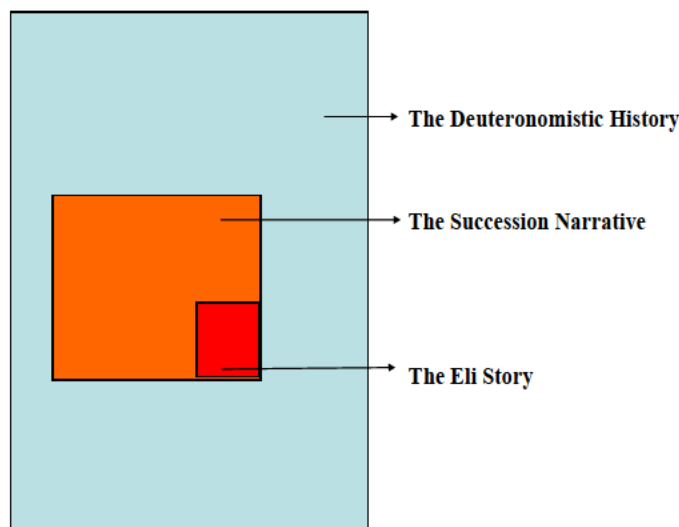 The Deuteronomistic History
The Succession Narrative
The Eli Story